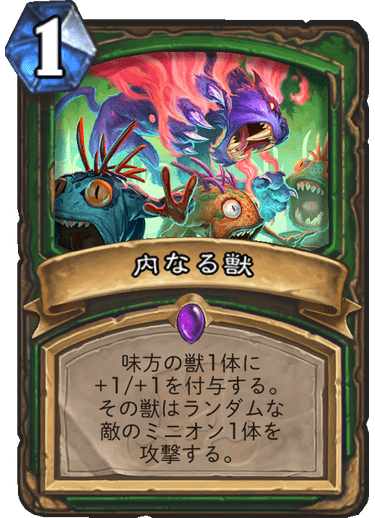 1
内なる獣
味方の獣1体に
+1/+1を付与する。
その獣はランダムな
敵のミニオン1体を
攻撃する。